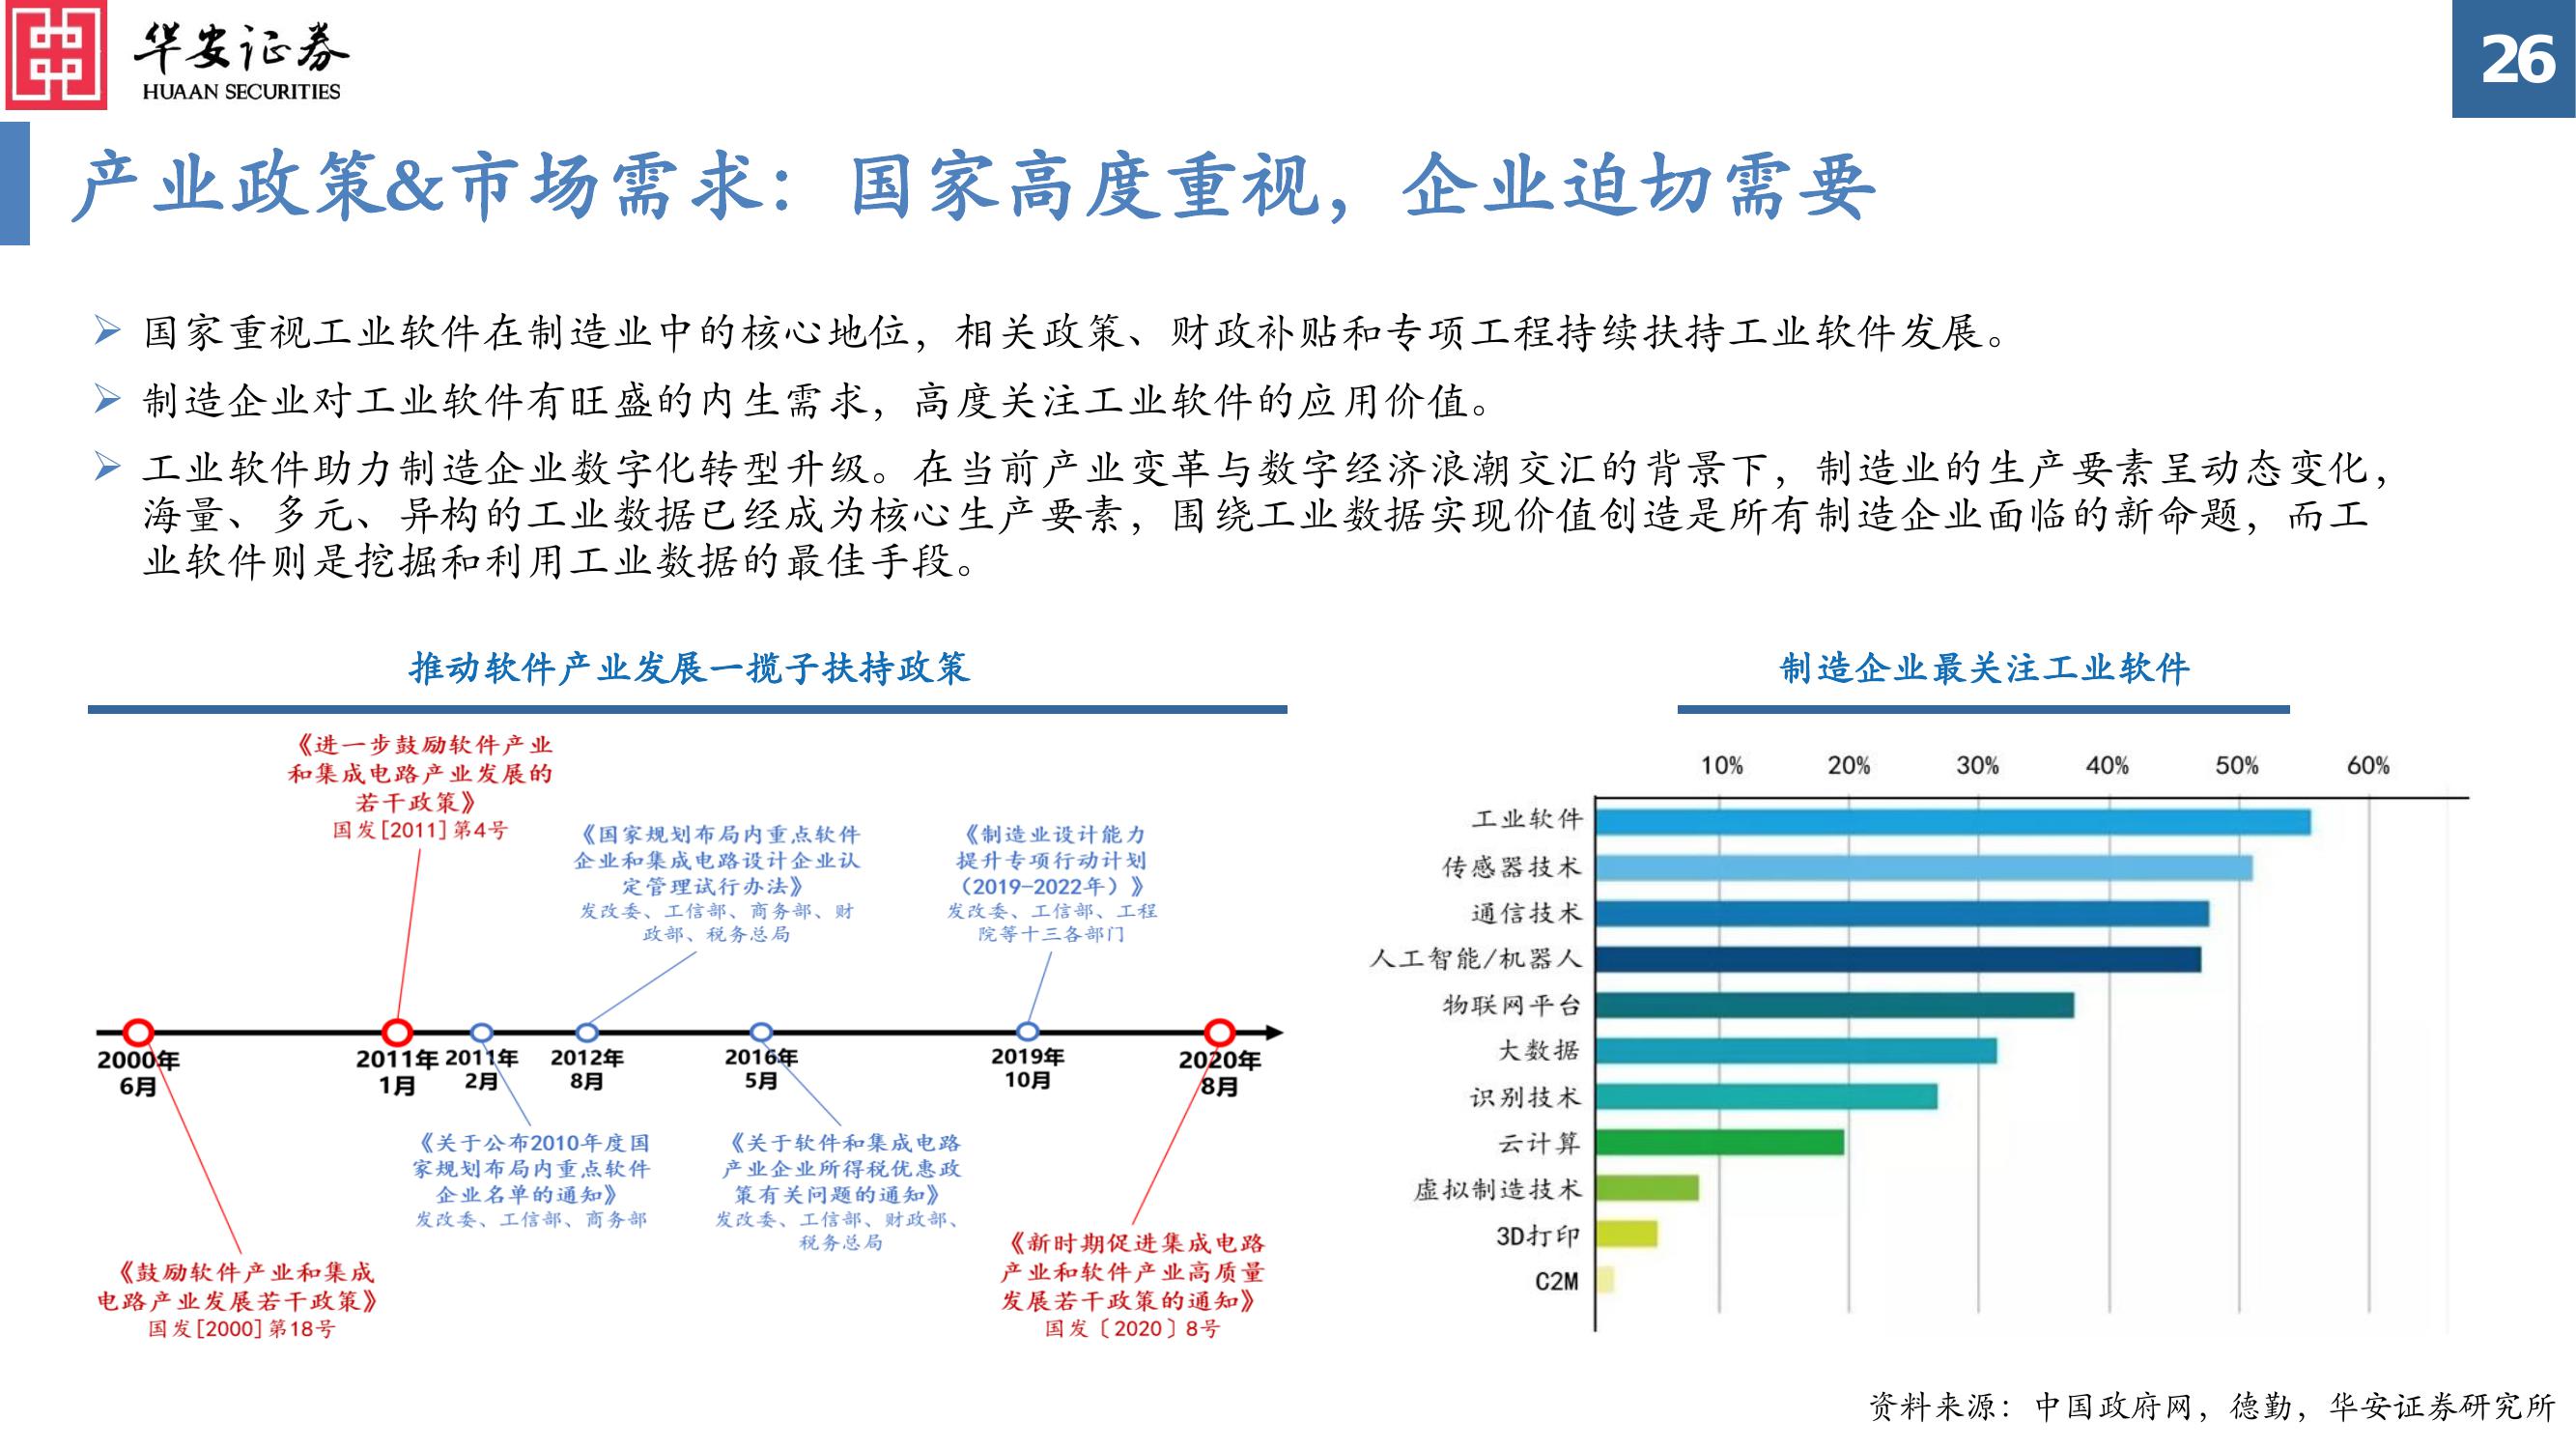 华安证券
HUAAN SECURITIES
26
产业政策&市场需求：国家高度重视，企业迫切需要
国家重视工业软件在制造业中的核心地位，相关政策、财政补贴和专项工程持续扶持工业软件发展。
制造企业对工业软件有旺盛的内生需求，高度关注工业软件的应用价值。
工业软件助力制造企业数字化转型升级。在当前产业变革与数字经济浪潮交汇的背景下，制造业的生产要素呈动态变化，
海量、多元、异构的工业数据已经成为核心生产要素，围绕工业数据实现价值创造是所有制造企业面临的新命题，而工
业软件则是挖掘和利用工业数据的最佳手段。
推动软件产业发展一揽子扶持政策
《进一步鼓励软件产业
和集成电路产业发展的
若干政策》
国发[2011]第4号
《国家规划布局内重点软件
企业和集成电路设计企业认
定管理试行办法》
发改委、工信部、商务部、财
政部、税务总局
《制造业设计能力
提升专项行动计划
（2019-2022年）》
发改委、工信部、工程
院等十三各部门
2000年
6月
2011年
1月
2011年
2月
2012年
8月
2016年
5月
2019年
10月
2020年
8月
《关于公布2010年度国
家规划布局内重点软件
企业名单的通知》
发改委、工信部、商务部
《关于软件和集成电路
产业企业所得税优惠政
策有关问题的通知》
发改委、工信部、财政部、
税务总局
《鼓励软件产业和集成
电路产业发展若干政策》
国发[2000]第18号
《新时期促进集成电路
产业和软件产业高质量
发展若干政策的通知》
国发〔2020〕8号
制造企业最关注工业软件
10% 20% 30% 40% 50% 60%
工业软件
传感器技术
通信技术
人工智能/机器人
物联网平台
大数据
识别技术
云计算
虚拟制造技术
3D打印
C2M
资料来源：中国政府网，德勤，华安证券研究所